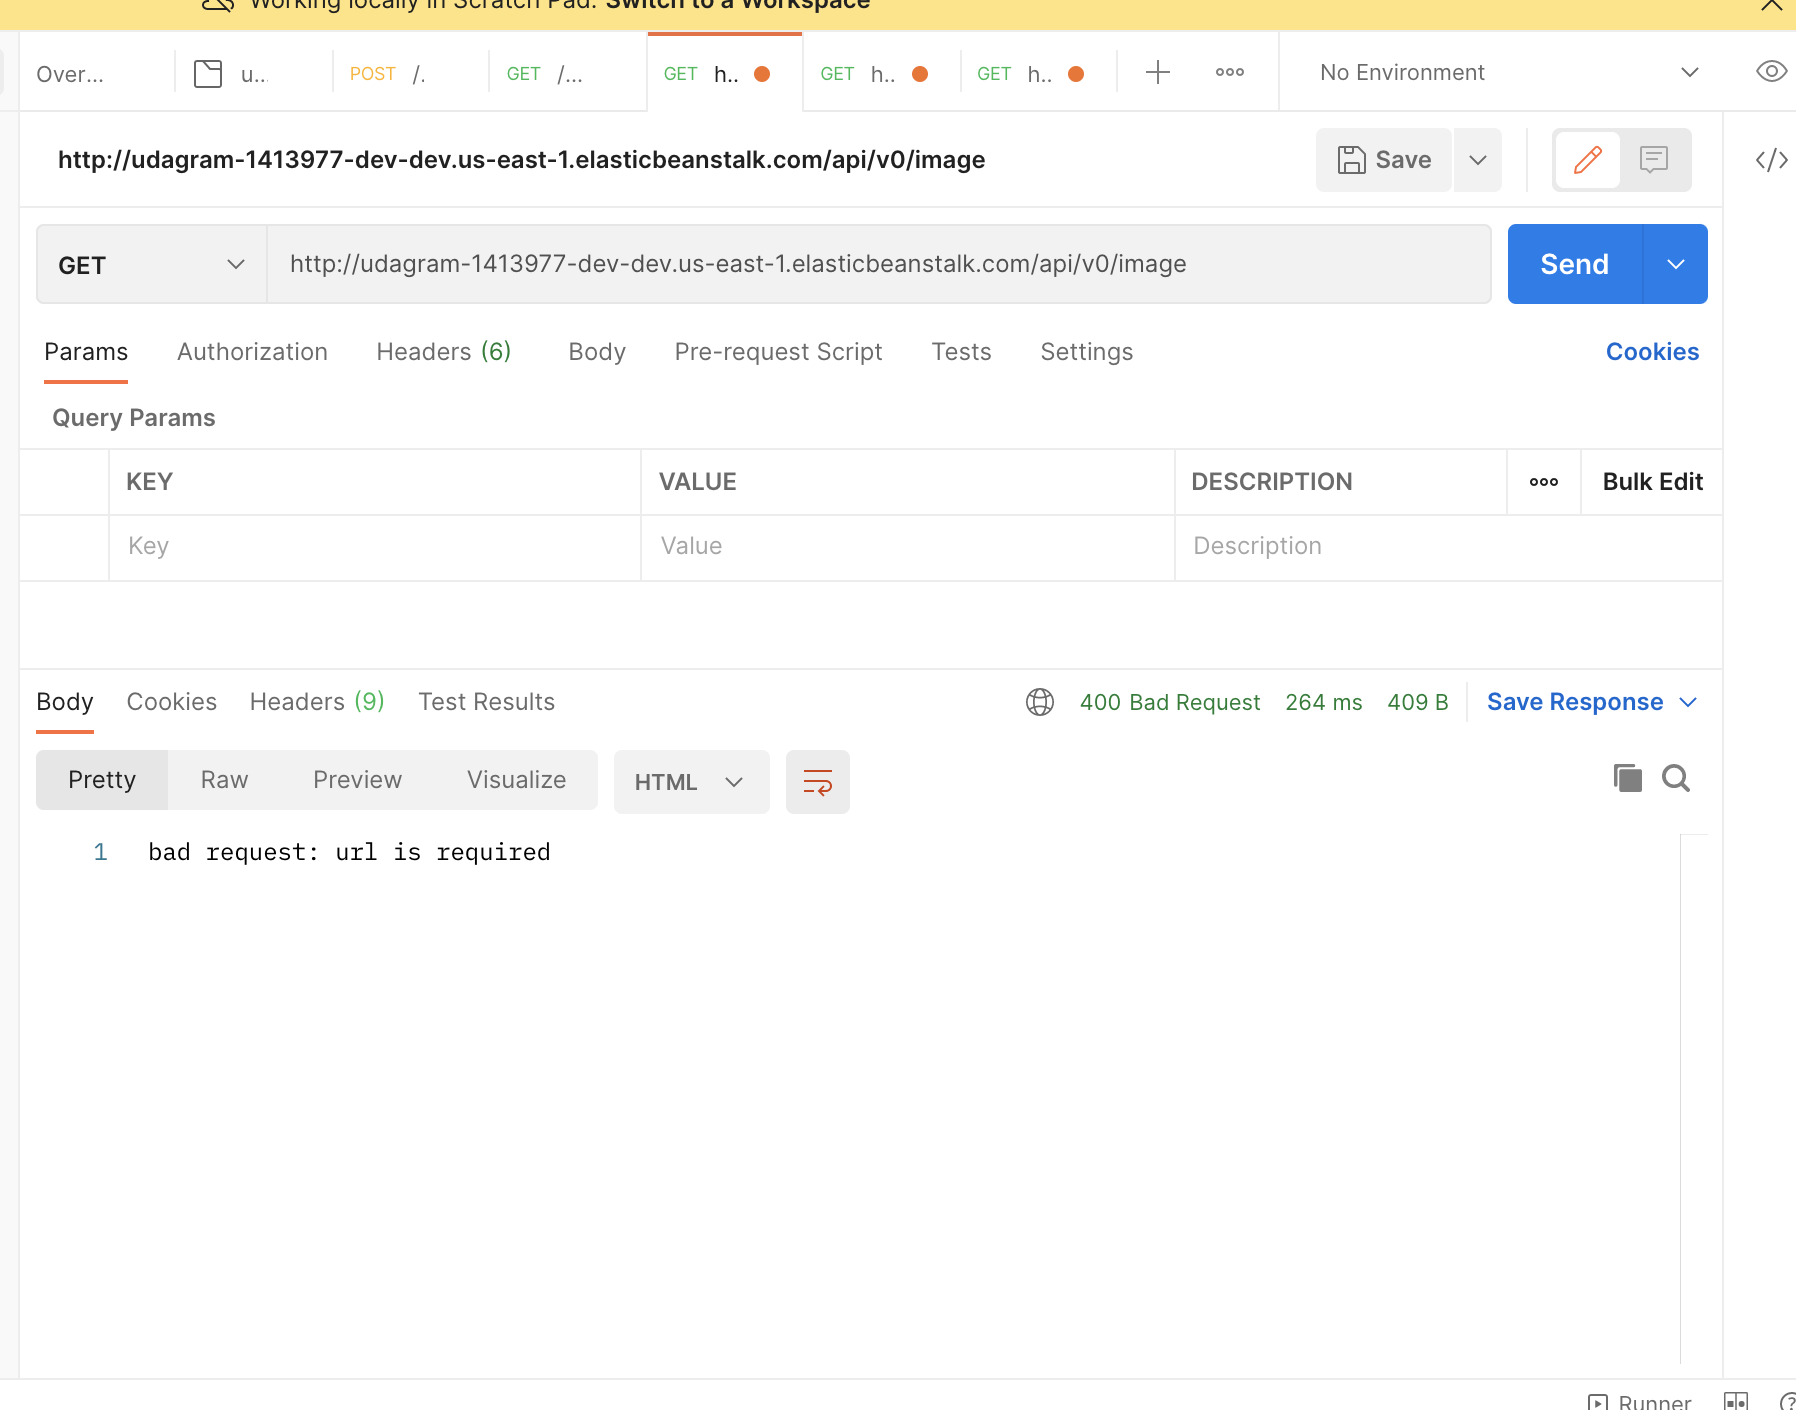 Working locally in Scratch Pad. Switch to a Workspace
Over... u... POST /. GET /... GET h.. GET h.. GET h.. No Environment
http://udagram-1413977-dev-dev.us-east-1.elasticbeanstalk.com/api/v0/image Save
GET http://udagram-1413977-dev-dev.us-east-1.elasticbeanstalk.com/api/v0/image Send
Params Authorization Headers (6) Body Pre-request Script Tests Settings Cookies
Query Params
KEY VALUE DESCRIPTION Bulk Edit
Key Value Description
Body Cookies Headers (9) Test Results 400 Bad Request 264 ms 409 B Save Response
Pretty Raw Preview Visualize HTML
1 bad request: url is required
Runner